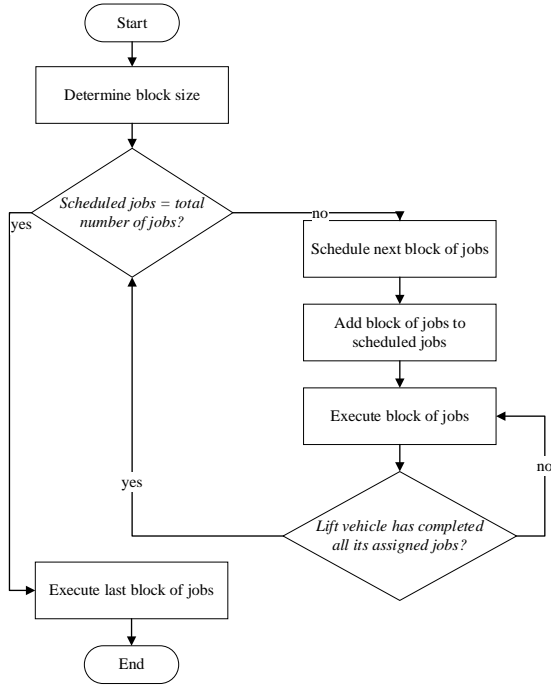 Start
Determine block size
Scheduled jobs = total
number of jobs?
yes
no
Schedule next block of jobs
Add block of jobs to
scheduled jobs
Execute block of jobs
no
yes
Lift vehicle has completed
all its assigned jobs?
Execute last block of jobs
End